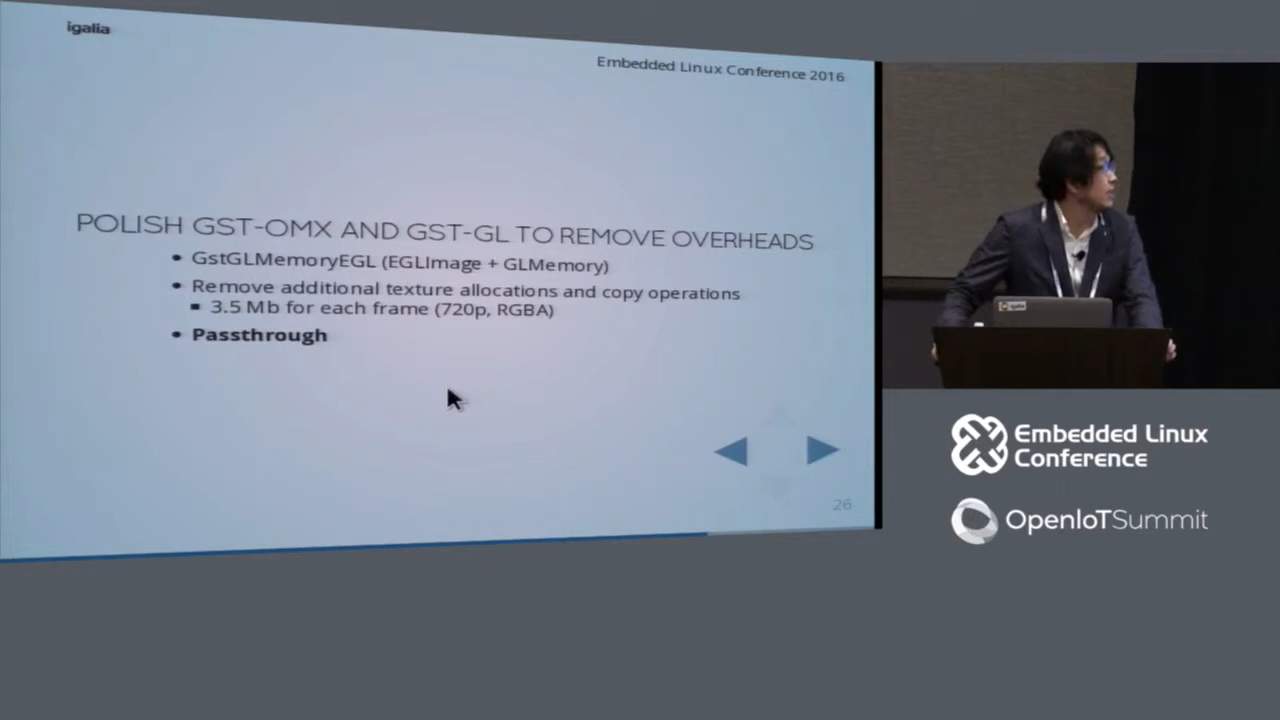 igalia
Embedded Linux Conference 2016
POLISH GST-OMX AND GST-GL TO REMOVE OVERHEADS
• GstGLMemoryEGL (EGLImage + GLMemory)
• Remove additional texture allocations and copy operations
▪ 3.5 Mb for each frame (720p, RGBA)
• Passthrough
26
Embedded Linux
Conference
OpenIoTSummit